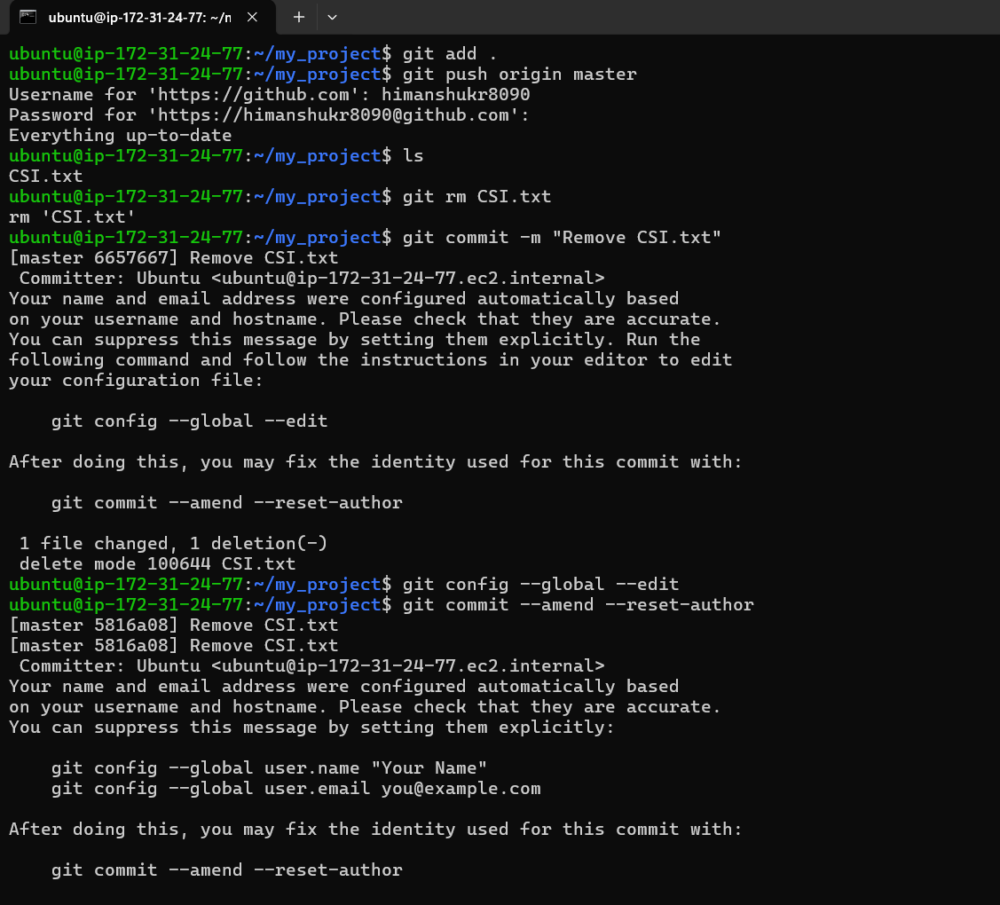 ubuntu@ip-172-31-24-77: ~/n
ubuntu@ip-172-31-24-77:~/my_project$ git add .
ubuntu@ip-172-31-24-77:~/my_project$ git push origin master
Username for 'https://github.com': himanshukr8090
Password for 'https://himanshukr8090@github.com':
Everything up-to-date
ubuntu@ip-172-31-24-77:~/my_project$ ls
CSI.txt
ubuntu@ip-172-31-24-77:~/my_project$ git rm CSI.txt
rm 'CSI.txt'
ubuntu@ip-172-31-24-77:~/my_project$ git commit -m "Remove CSI.txt"
[master 6657667] Remove CSI.txt
 Committer: Ubuntu <ubuntu@ip-172-31-24-77.ec2.internal>
Your name and email address were configured automatically based
on your username and hostname. Please check that they are accurate.
You can suppress this message by setting them explicitly. Run the
following command and follow the instructions in your editor to edit
your configuration file:
    git config --global --edit
After doing this, you may fix the identity used for this commit with:
    git commit --amend --reset-author
 1 file changed, 1 deletion(-)
 delete mode 100644 CSI.txt
ubuntu@ip-172-31-24-77:~/my_project$ git config --global --edit
ubuntu@ip-172-31-24-77:~/my_project$ git commit --amend --reset-author
[master 5816a08] Remove CSI.txt
[master 5816a08] Remove CSI.txt
 Committer: Ubuntu <ubuntu@ip-172-31-24-77.ec2.internal>
Your name and email address were configured automatically based
on your username and hostname. Please check that they are accurate.
You can suppress this message by setting them explicitly:
    git config --global user.name "Your Name"
    git config --global user.email you@example.com
After doing this, you may fix the identity used for this commit with:
    git commit --amend --reset-author